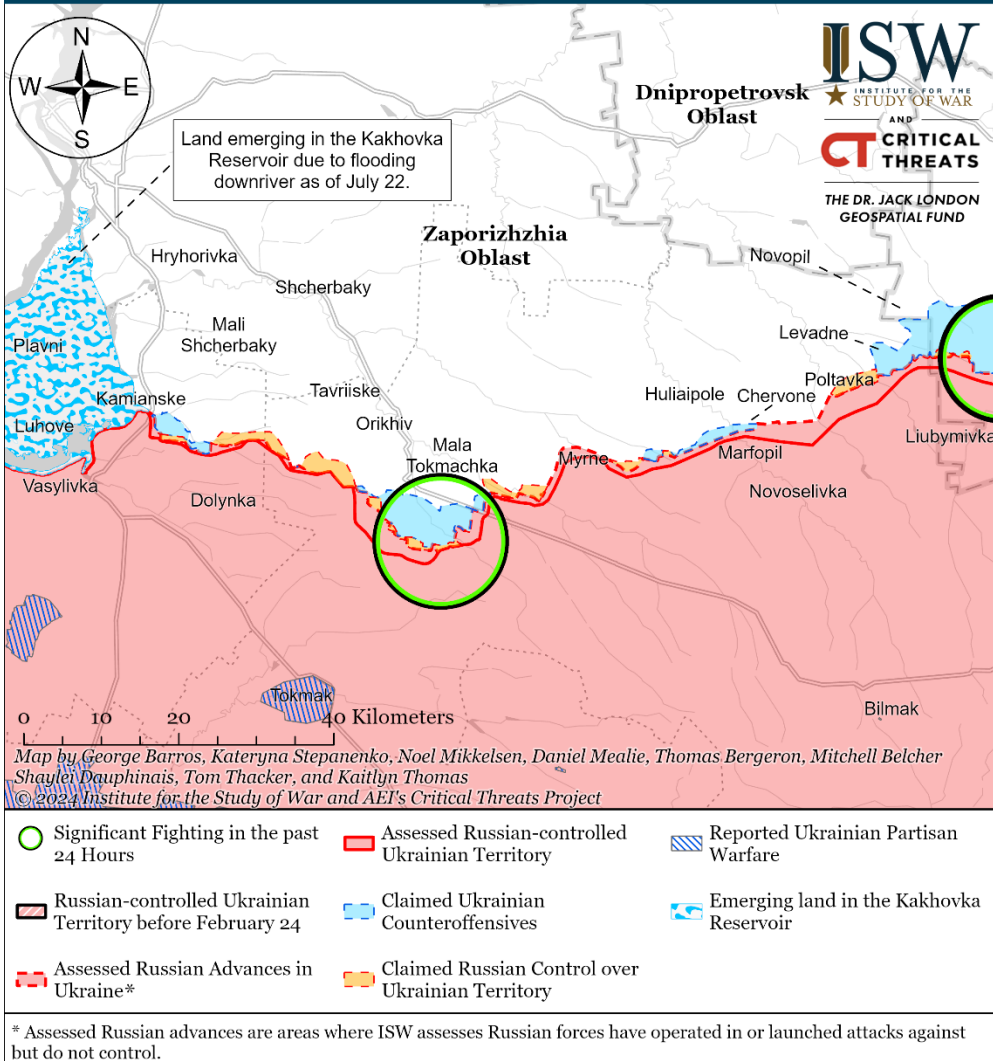 N
W E
S
ISW
INSTITUTE FOR THE
STUDY OF WAR
AND
CT CRITICAL
THREATS
THE DR. JACK LONDON
GEOSPATIAL FUND
Dnipropetrovsk
Oblast
Land emerging in the Kakhovka
Reservoir due to flooding
downriver as of July 22.
Zaporizhzhia
Oblast
Hryhorivka
Novopil
Shcherbaky
Mali
Shcherbaky
Levadne
Plavni
Tavriiske
Poltavka
Kamianske
Huliaipole
Chervone
Orikhiv
Luhove
Mala
Tokmachka
Liubymivka
Myrne
Marfopil
Vasylivka
Dolynka
Novoselivka
Tokmak
Bilmak
0 10 20 40 Kilometers
Map by George Barros, Kateryna Stepanenko, Noel Mikkelsen, Daniel Mealie, Thomas Bergeron, Mitchell Belcher
Shaylei Dauphinais, Tom Thacker, and Kaitlyn Thomas
© 2024 Institute for the Study of War and AEI's Critical Threats Project
Significant Fighting in the past
24 Hours
Assessed Russian-controlled
Ukrainian Territory
Reported Ukrainian Partisan
Warfare
Russian-controlled Ukrainian
Territory before February 24
Claimed Ukrainian
Counteroffensives
Emerging land in the Kakhovka
Reservoir
Assessed Russian Advances in
Ukraine*
Claimed Russian Control over
Ukrainian Territory
* Assessed Russian advances are areas where ISW assesses Russian forces have operated in or launched attacks against
but do not control.